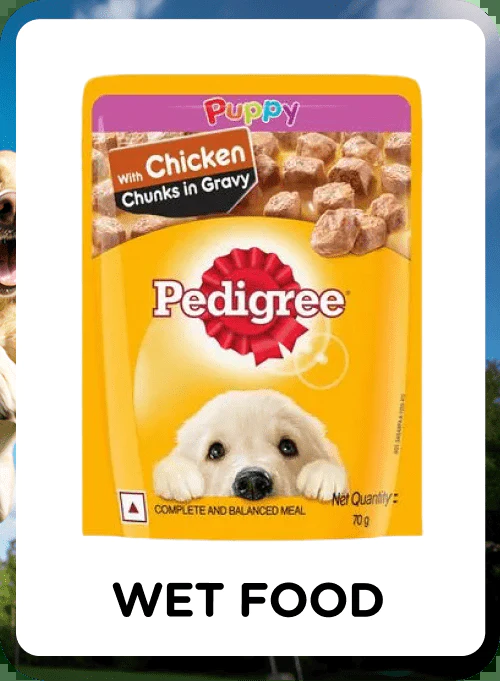 Puppy
With Chicken
Chunks in Gravy
Pedigree
COMPLETE AND BALANCED MEAL
Net Quantity:
70 g
WET FOOD